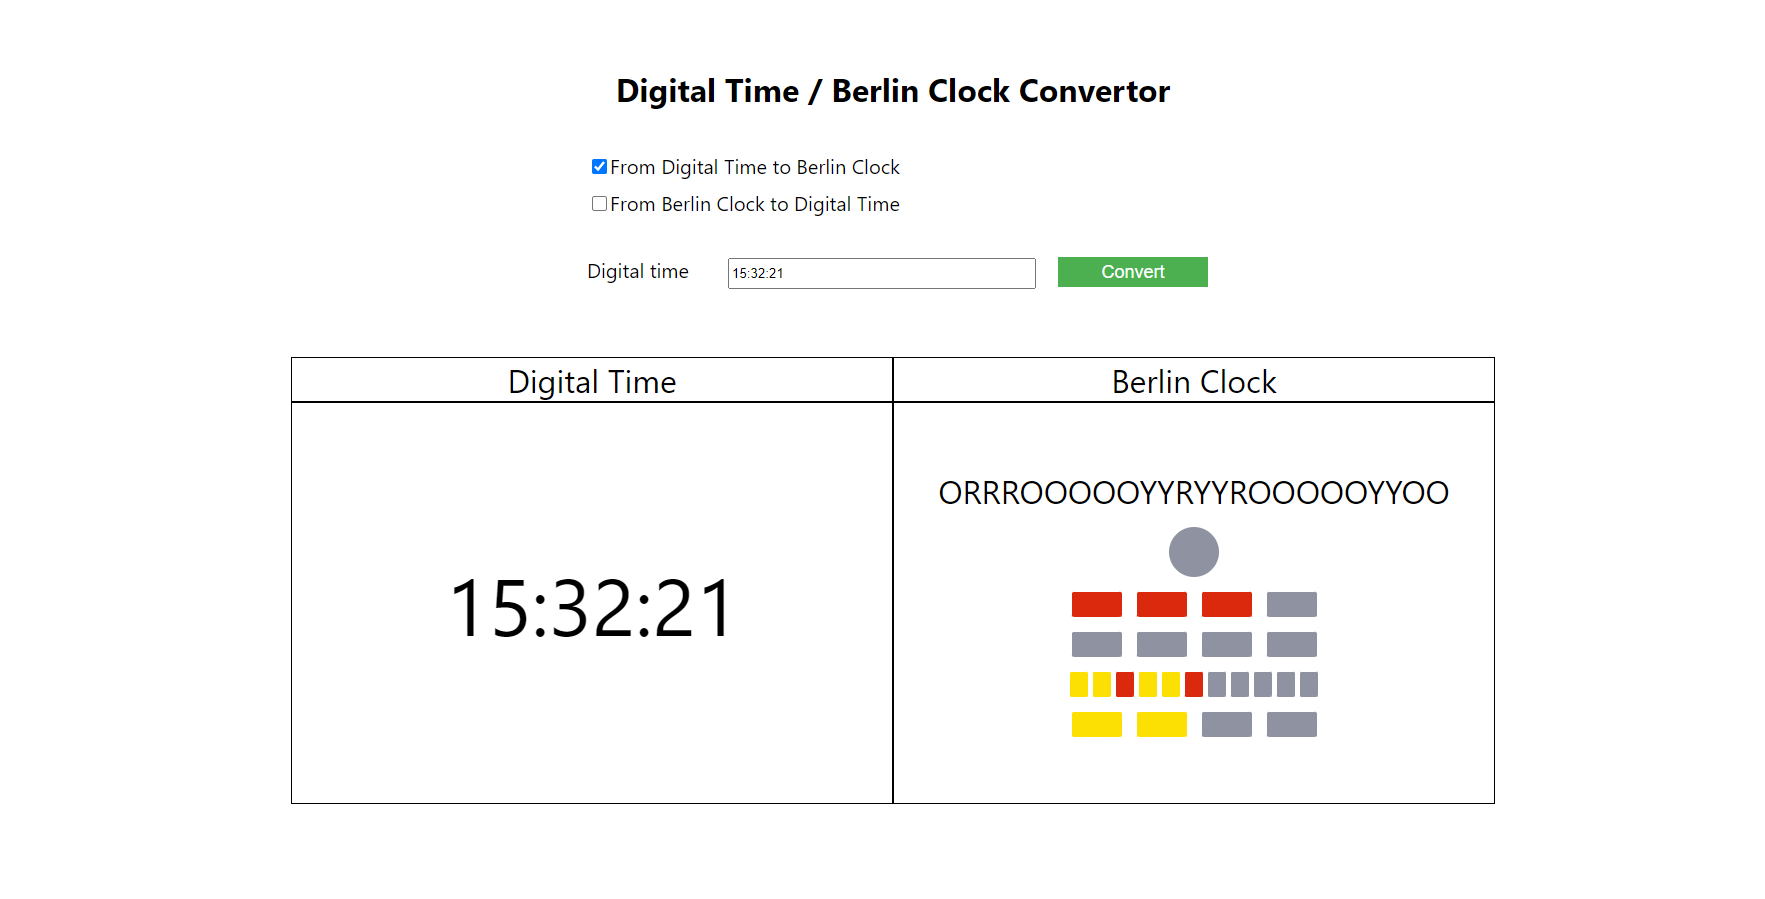 Digital Time / Berlin Clock Convertor
From Digital Time to Berlin Clock
From Berlin Clock to Digital Time
Digital time 15:32:21 Convert
Digital Time Berlin Clock
ORRROOOOOYYRYYROOOOOYYOO
15:32:21